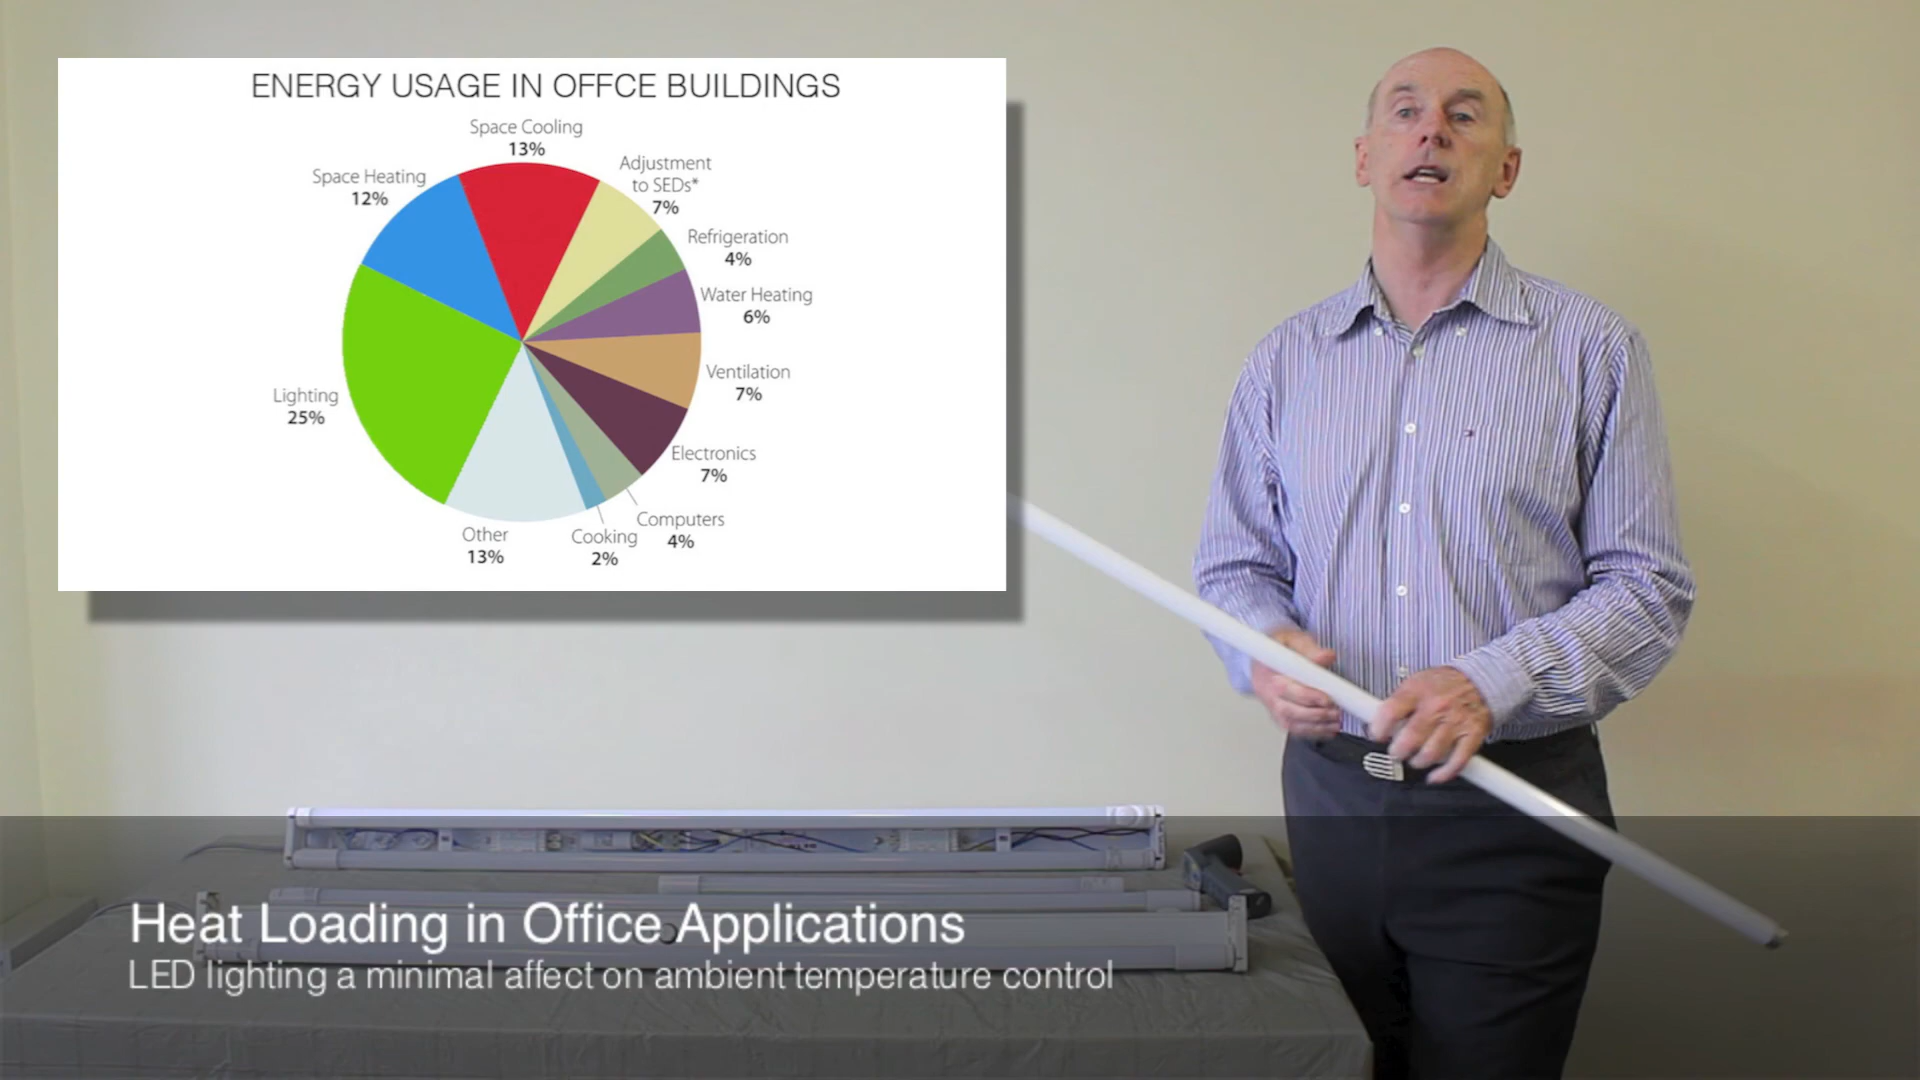 ENERGY USAGE IN OFFCE BUILDINGS
Space Cooling
13%
Adjustment
to SEDs*
7%
Space Heating
12%
Refrigeration
4%
Water Heating
6%
Ventilation
7%
Lighting
25%
Electronics
7%
Computers
4%
Cooking
2%
Other
13%
Heat Loading in Office Applications
LED lighting a minimal affect on ambient temperature control